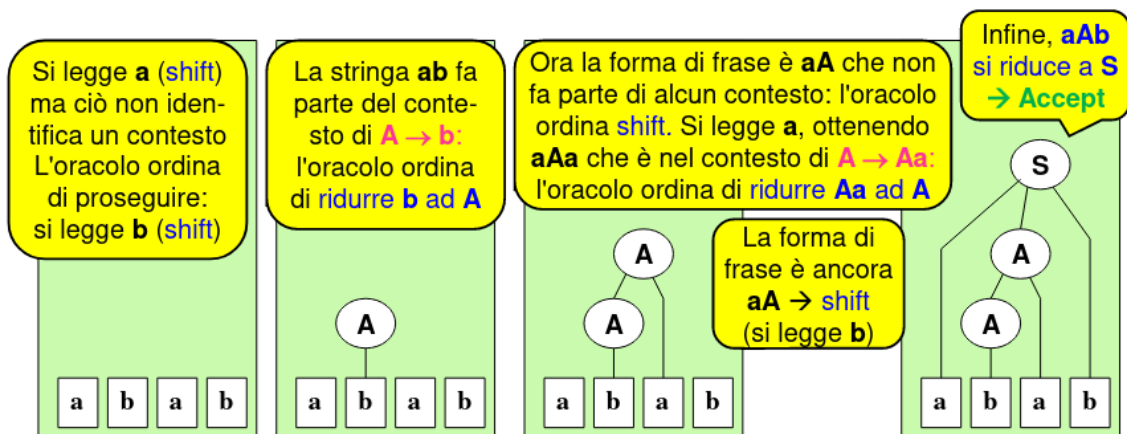 Si legge a (shift)
ma ciò non iden-
tifica un contesto
L'oracolo ordina
di proseguire:
si legge b (shift)
a b a b
La stringa ab fa
parte del conte-
sto di A → b:
l'oracolo ordina
di ridurre b ad A
A
a b a b
Ora la forma di frase è aA che non
fa parte di alcun contesto: l'oracolo
ordina shift. Si legge a, ottenendo
aAa che è nel contesto di A → Aa:
l'oracolo ordina di ridurre Aa ad A
A
A
a b a b
La forma di
frase è ancora
aA → shift
(si legge b)
Infine, aAb
si riduce a S
→ Accept
S
A
A
a b a b